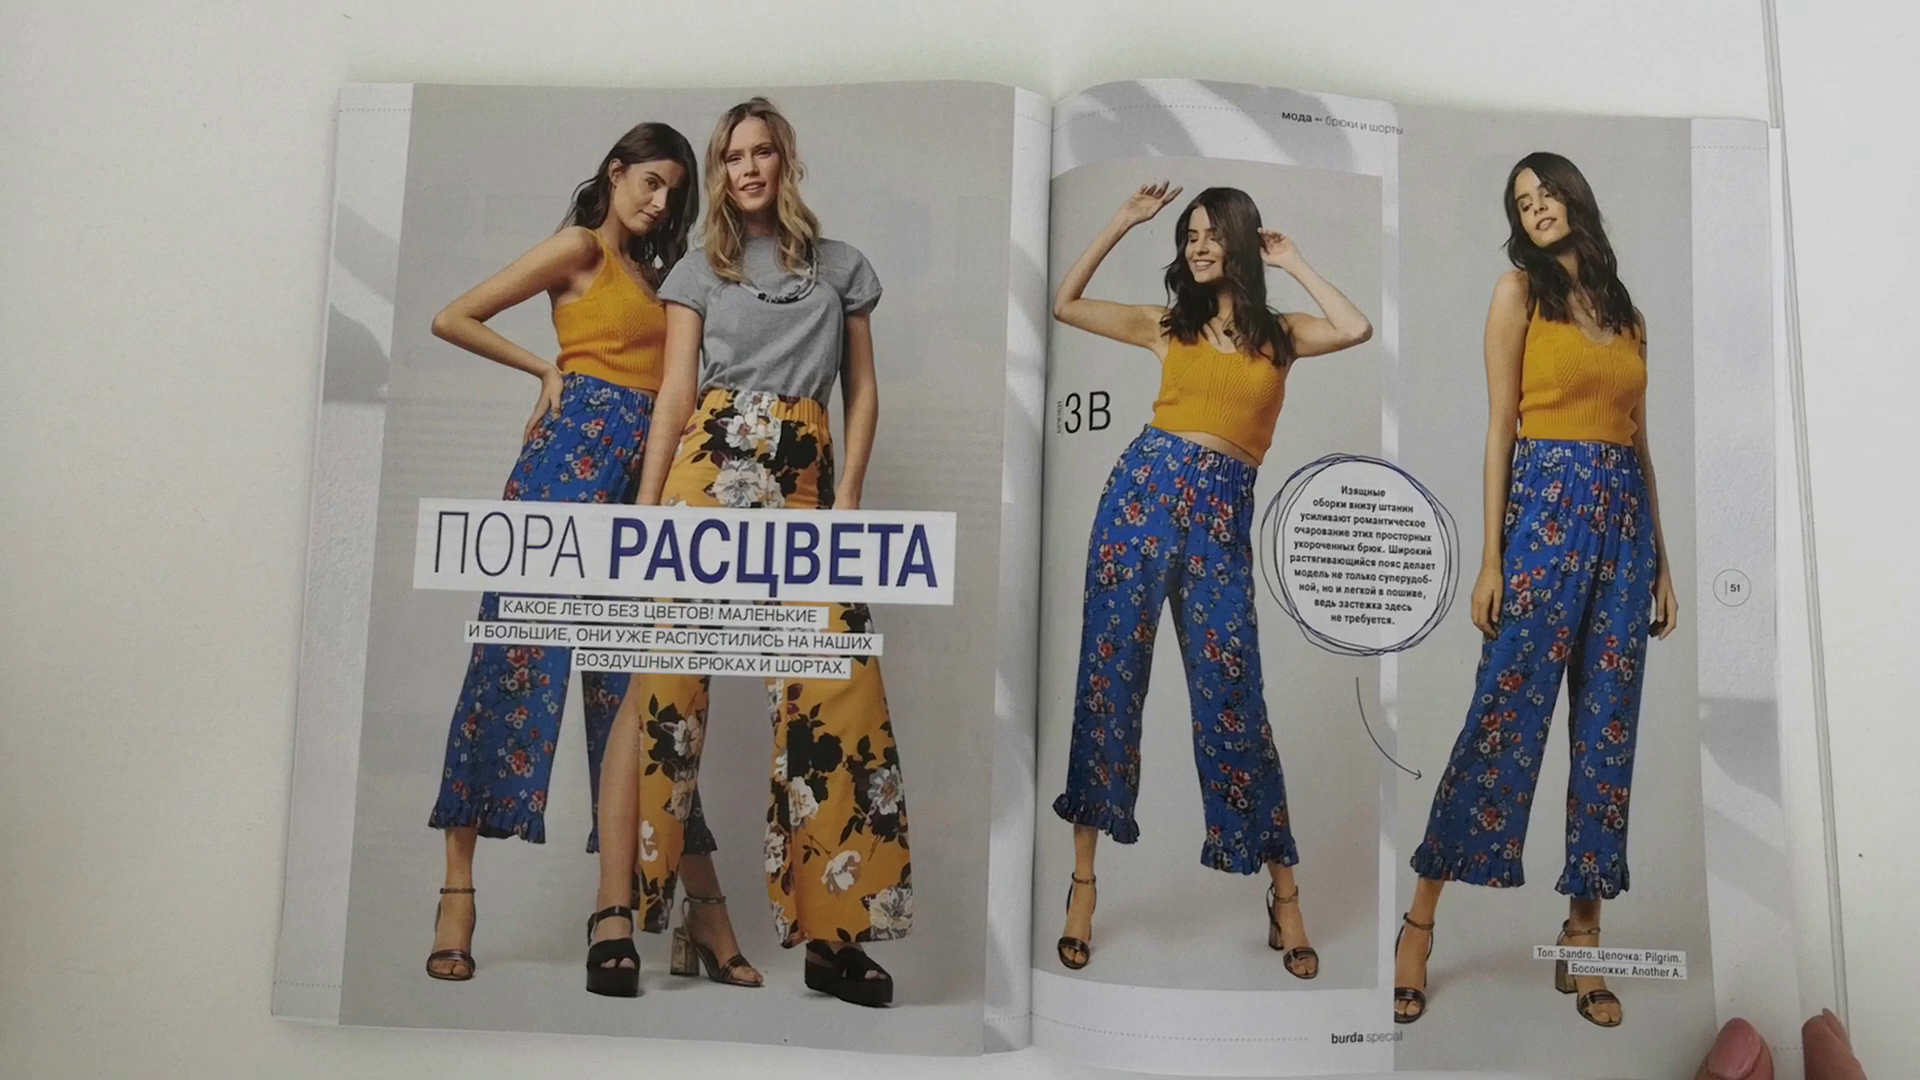 ПОРА РАСЦВЕТА
КАКОЕ ЛЕТО БЕЗ ЦВЕТОВ! МАЛЕНЬКИЕ
И БОЛЬШИЕ, ОНИ УЖЕ РАСПУСТИЛИСЬ НА НАШИХ
ВОЗДУШНЫХ БРЮКАХ И ШОРТАХ.
мода — брюки и шорты
3B
Изящные
оборки внизу штанин
усиливают романтическое
очарование этих просторных
укороченных брюк. Широкий
растягивающийся пояс делает
модель не только суперудоб-
ной, но и легкой в пошиве,
ведь застежка здесь
не требуется.
51
Топ: Sandro. Цепочка: Pilgrim.
Босоножки: Another A.
burda special